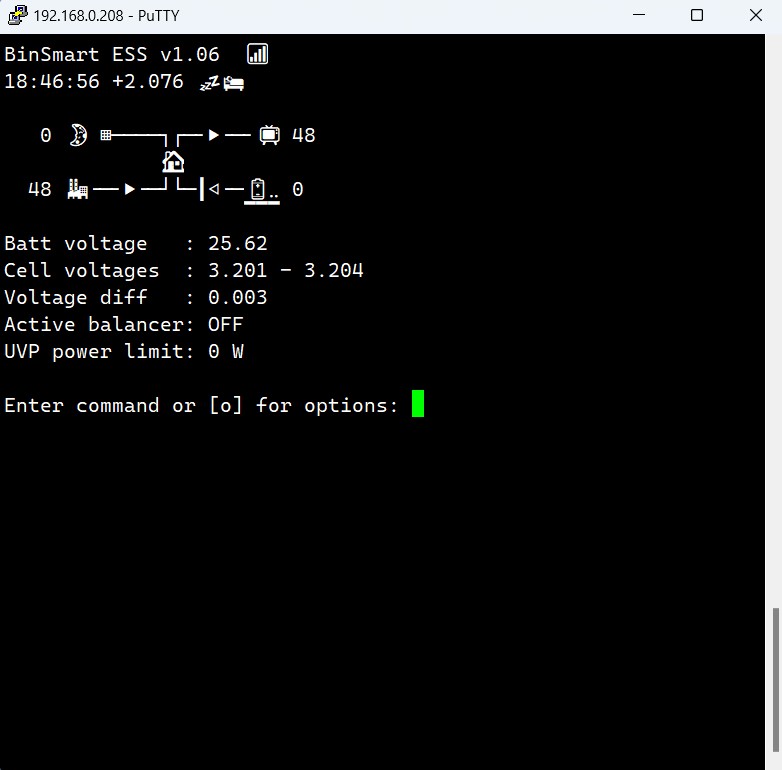 192.168.0.208 - PuTTY
BinSmart ESS v1.06
18:46:56 +2.076 zzz
0 48
48 0
Batt voltage   : 25.62
Cell voltages  : 3.201 - 3.204
Voltage diff   : 0.003
Active balancer: OFF
UVP power limit: 0 W
Enter command or [o] for options: